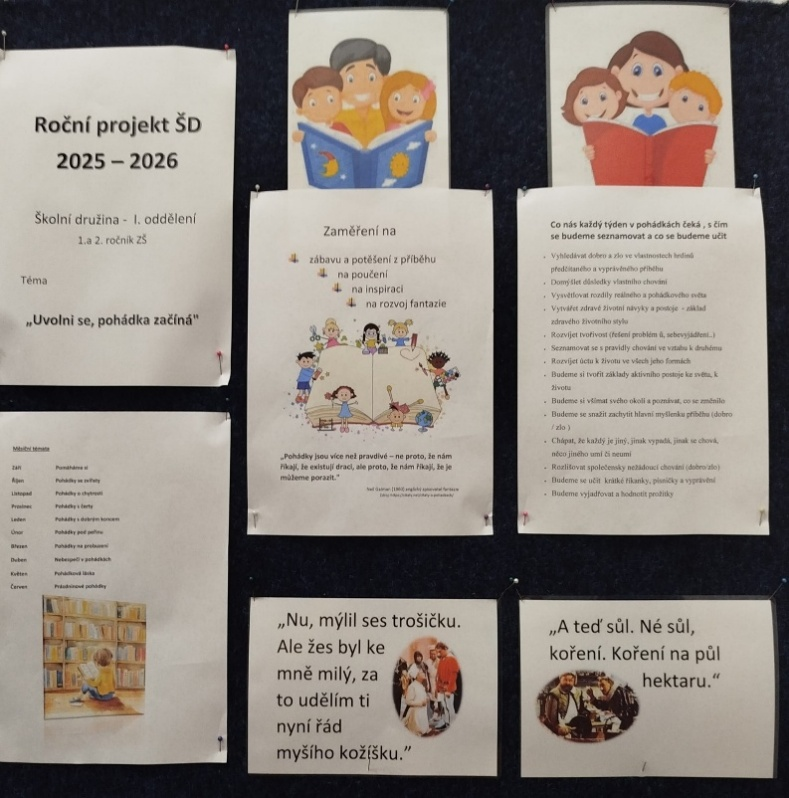 Roční projekt ŠD
2025 – 2026
Školní družina - I. oddělení
1.a 2. ročník ZŠ
Téma
„Uvolni se, pohádka začíná"
Zaměření na
zábavu a potěšení z příběhu
na poučení
na inspiraci
na rozvoj fantazie
„Pohádky jsou více než pravdivé – ne proto, že nám
říkají, že existují draci, ale proto, že nám říkají, že je
můžeme porazit."
Co nás každý týden v pohádkách čeká , s čím
se budeme seznamovat a co se budeme učit
Vyhledávat dobro a zlo ve vlastnostech hrdinů
předčítaného a vyprávěného příběhu
Domýšlet důsledky vlastního chování
Vysvětlovat rozdíly reálného a pohádkového světa
Vytvářet zdravé životní návyky a postoje - základ
zdravého životního stylu
Rozvíjet tvořivost (řešení problém ů, sebevyjádření..)
Seznamovat se s pravidly chování ve vztahu k druhému
Rozvíjet úctu k životu ve všech jeho formách
Budeme si tvořit základy aktivního postoje ke světu, k
životu
Budeme si všímat svého okolí a poznávat, co se změnilo
Budeme se snažit zachytit hlavní myšlenku příběhu (dobro
/ zlo )
Chápat, že každý je jiný, jinak vypadá, jinak se chová,
něco jiného umí či neumí
Rozlišovat společensky nežádoucí chování (dobro/zlo)
Budeme se učit krátké říkanky, písničky a vyprávění
Budeme vyjadřovat a hodnotit prožitky
Měsíční témata
Září Pomáháme si
Říjen Pohádky se zvířaty
Listopad Pohádky o chytrosti
Prosinec Pohádky s čerty
Leden Pohádky s dobrým koncem
Únor Pohádky pod peřinu
Březen Pohádky na probuzení
Duben Nebezpečí v pohádkách
Květen Pohádková láska
Červen Prázdninové pohádky
„Nu, mýlil ses trošičku.
Ale žes byl ke
mně milý, za
to udělím ti
nyní řád
myšího kožíšku."
„A teď sůl. Né sůl,
koření. Koření na půl
hektaru."